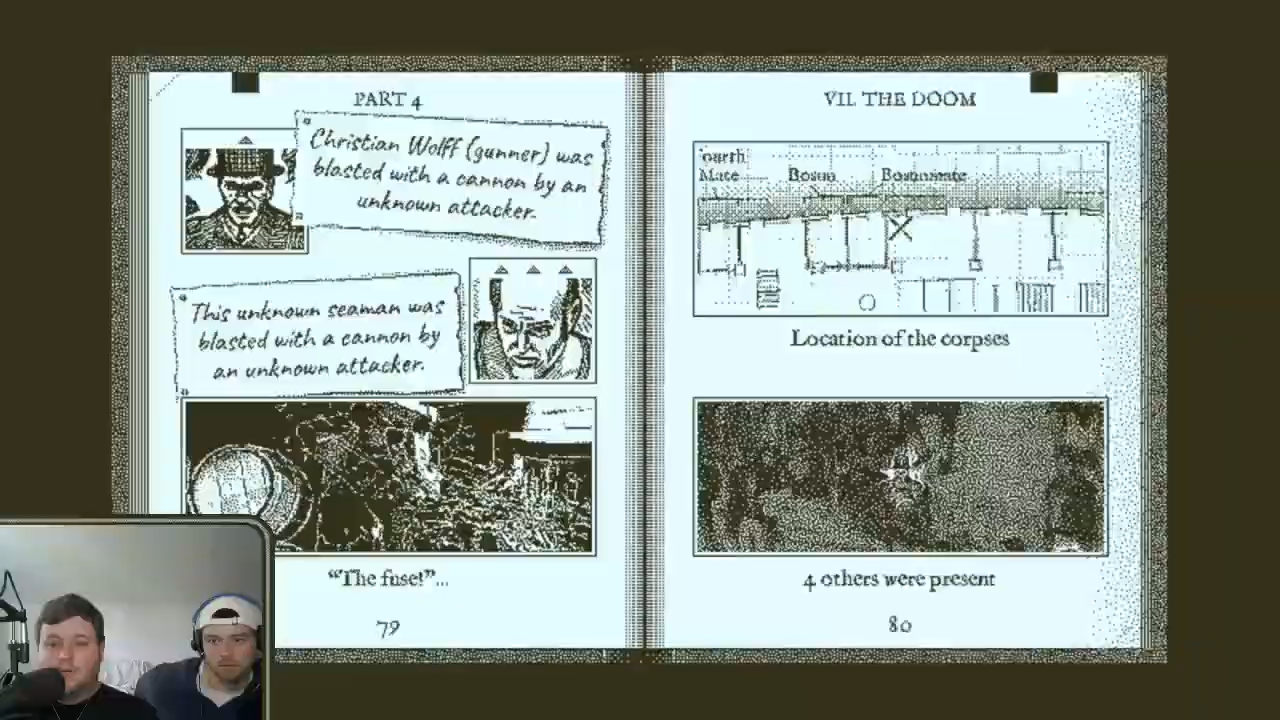 PART 4
Christian Wolff (gunner) was
blasted with a cannon by an
unknown attacker.
This unknown seaman was
blasted with a cannon by
an unknown attacker.
"The fuse!"...
79
VII. THE DOOM
ourth
Mate
Bosun
Bosunsmate
Location of the corpses
4 others were present
80